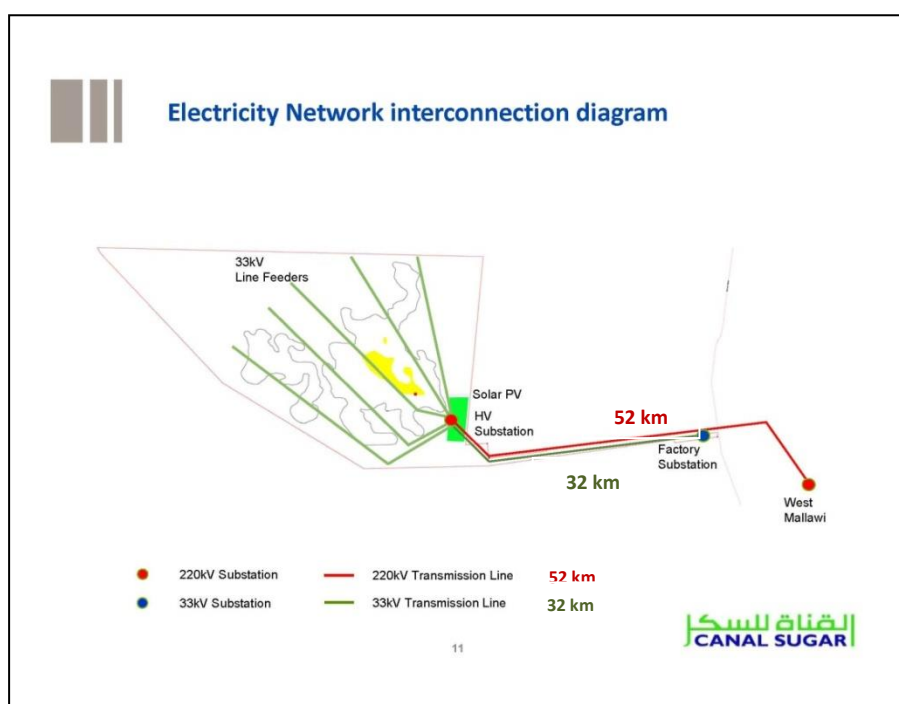 Electricity Network interconnection diagram
33kV
Line Feeders
Solar PV
HV
Substation
52 km
Factory
Substation
32 km
West
Mallawi
220kV Substation
220kV Transmission Line
52 km
33kV Substation
33kV Transmission Line
32 km
11
القناة للسكر
CANAL SUGAR